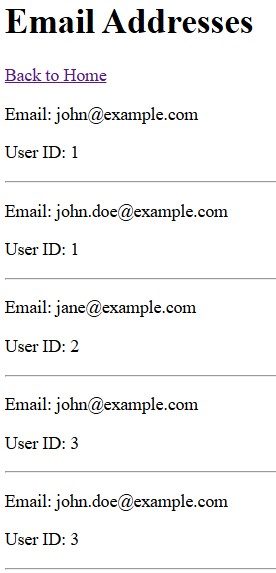 Email Addresses
Back to Home
Email: john@example.com
User ID: 1
Email: john.doe@example.com
User ID: 1
Email: jane@example.com
User ID: 2
Email: john@example.com
User ID: 3
Email: john.doe@example.com
User ID: 3